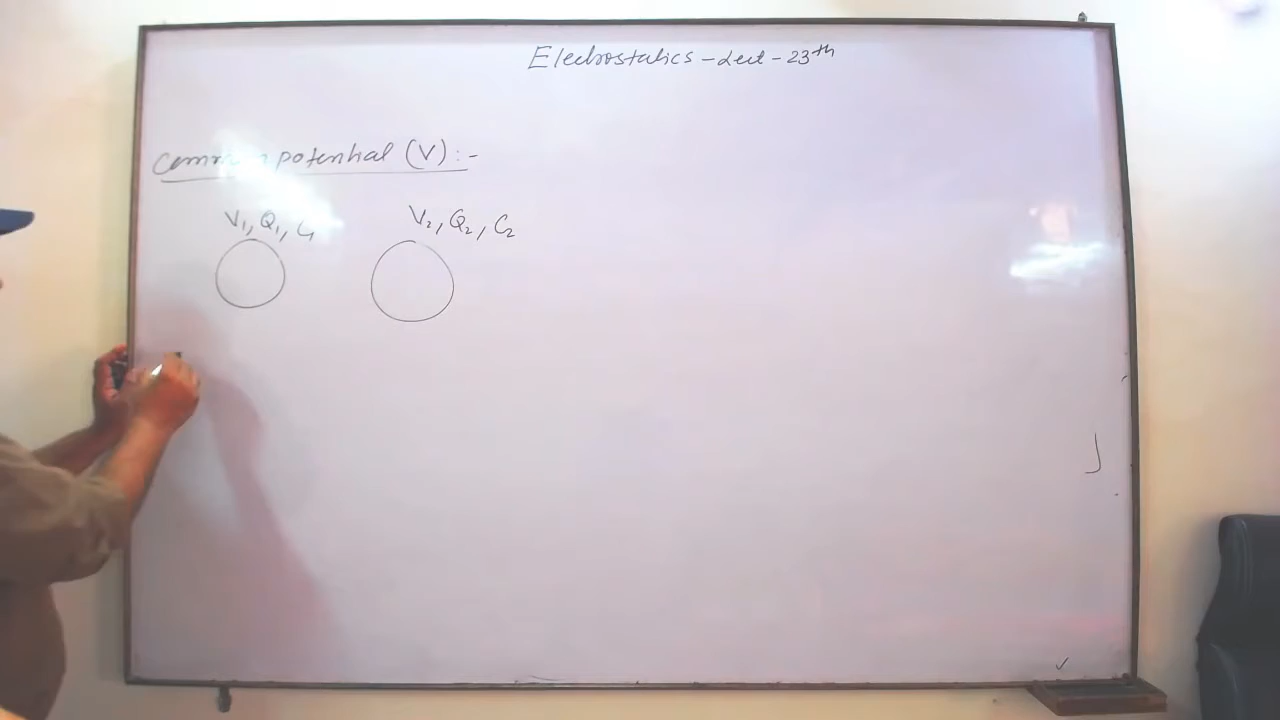 Electrostatics - Lect - 23th
Common potential (V) :-
V1, Q1, C1 V2, Q2, C2